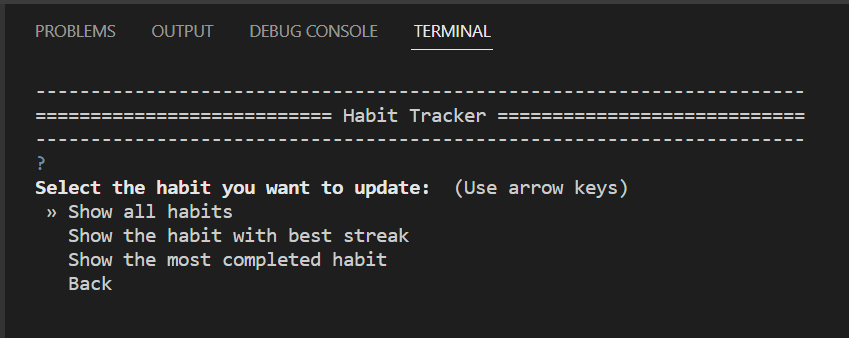 PROBLEMS OUTPUT DEBUG CONSOLE TERMINAL
----------------------------------------------------------------------
=========================== Habit Tracker ============================
----------------------------------------------------------------------
?
Select the habit you want to update:  (Use arrow keys)
 » Show all habits
   Show the habit with best streak
   Show the most completed habit
   Back